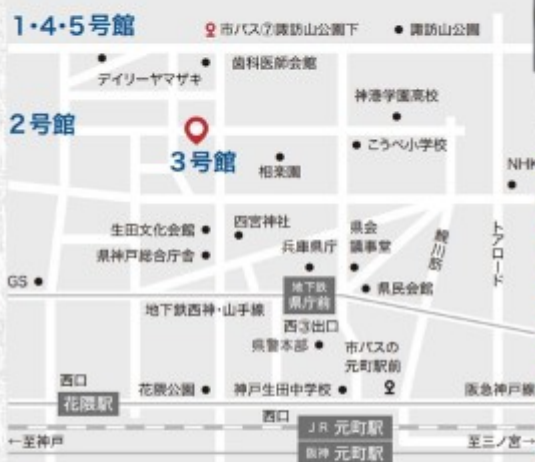 1・4・5号館
市バス⑦諏訪山公園下
諏訪山公園
デイリーヤマザキ
歯科医師会館
神港学園高校
2号館
3号館
こうべ小学校
相楽園
NHK
生田文化会館
四宮神社
県神戸総合庁舎
兵庫県庁
県会
議事堂
鯉川筋
トアロード
GS
地下鉄
県庁前
県民会館
地下鉄西神・山手線
西③出口
県警本部
市バスの
元町駅前
西口
花隈駅
花隈公園
神戸生田中学校
阪急神戸線
西口
JR 元町駅
阪神 元町駅
←至神戸
至三ノ宮→